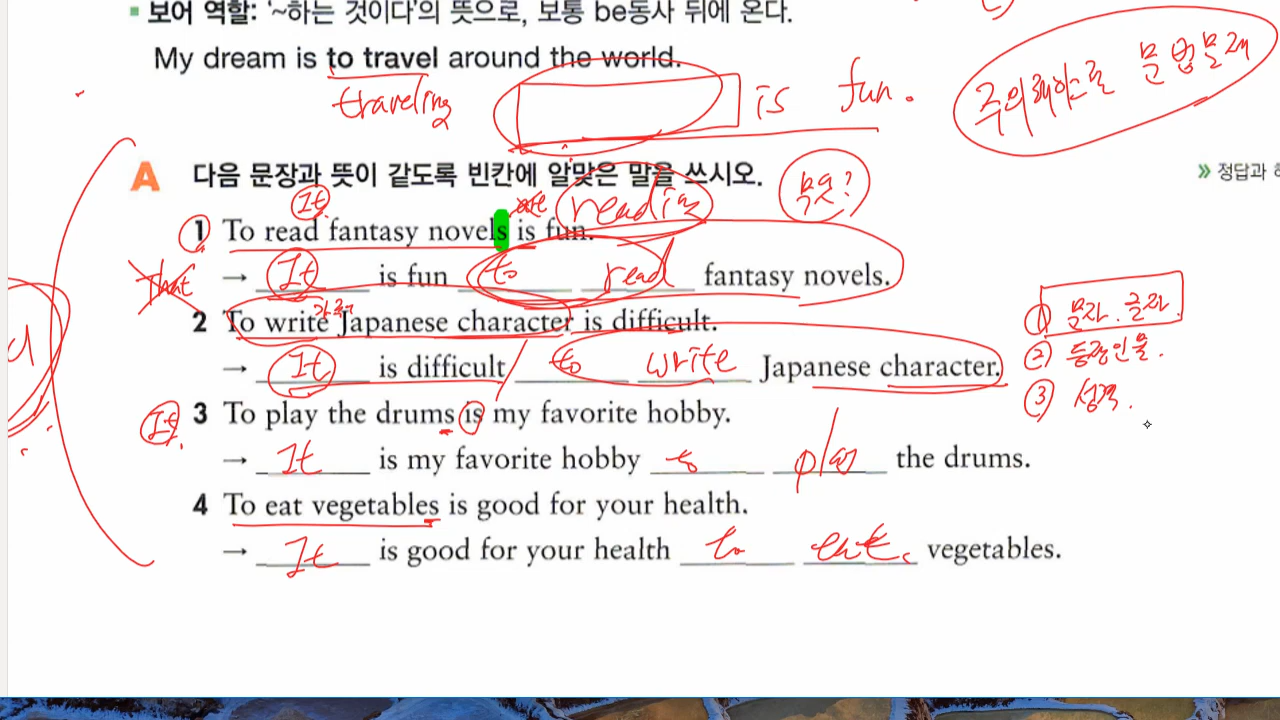 ▪ 보어 역할: '~하는 것이다'의 뜻으로, 보통 be동사 뒤에 온다.
My dream is to travel around the world.
traveling
is fun.
주의해야할 문법문제
A 다음 문장과 뜻이 같도록 빈칸에 알맞은 말을 쓰시오.
» 정답과
It are reading 무엇?
1 To read fantasy novels is fun.
That → It is fun to read fantasy novels.
2 To write Japanese character is difficult.
→ It is difficult to write Japanese character.
① 문자. 글자.
② 등장인물.
③ 성격.
It 3 To play the drums is my favorite hobby.
→ It is my favorite hobby to play the drums.
4 To eat vegetables is good for your health.
→ It is good for your health to eat vegetables.